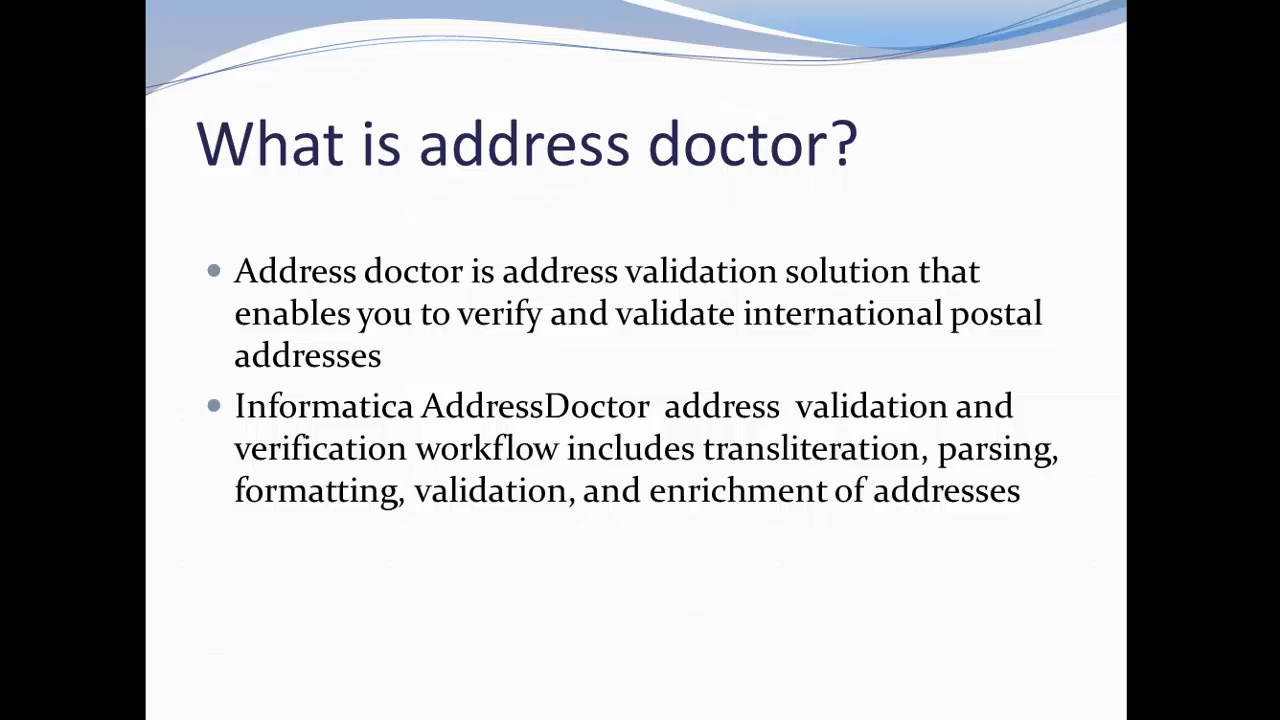 What is address doctor?
Address doctor is address validation solution that
enables you to verify and validate international postal
addresses
Informatica AddressDoctor  address  validation and
verification workflow includes transliteration, parsing,
formatting, validation, and enrichment of addresses